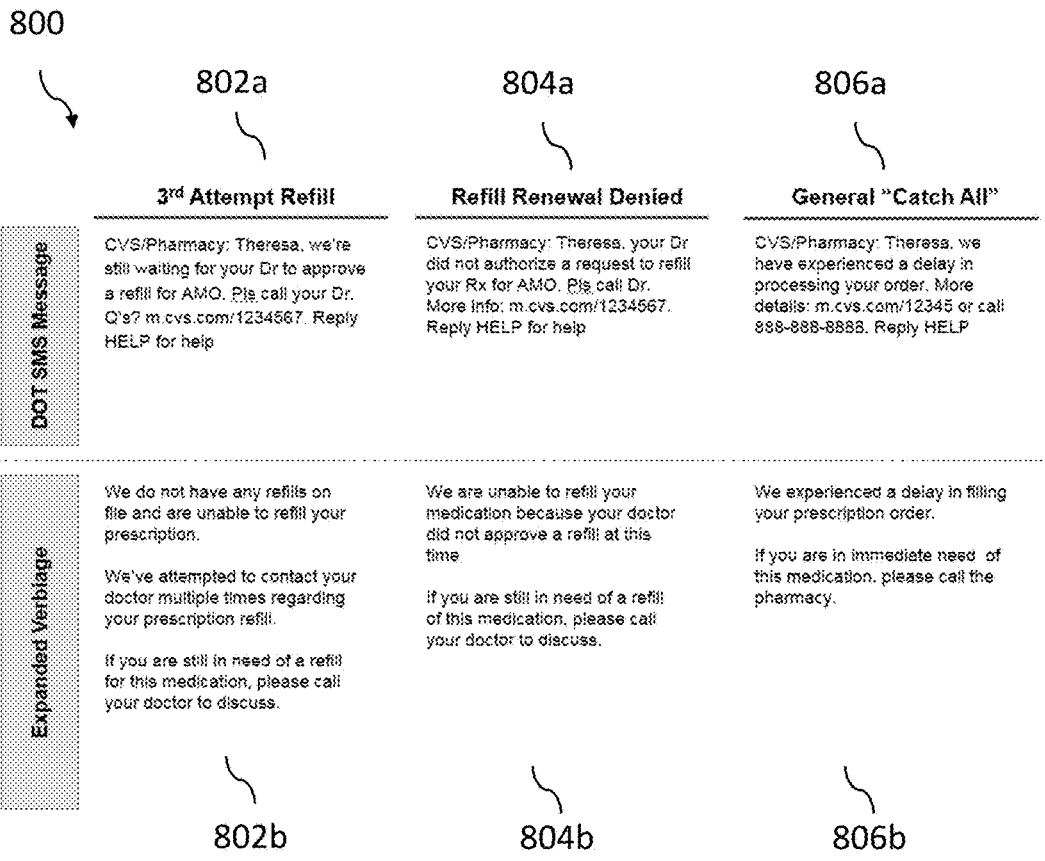 800
802a
804a
806a
3rd Attempt Refill
Refill Renewal Denied
General “Catch All”
DOT SMS Message
CVS/Pharmacy: Theresa, we're
still waiting for your Dr to approve
a refill for AMO. Pls call your Dr.
Q's? m.cvs.com/1234567. Reply
HELP for help
CVS/Pharmacy: Theresa, your Dr
did not authorize a request to refill
your Rx for AMO. Pls call Dr.
More Info: m.cvs.com/1234567.
Reply HELP for help
CVS/Pharmacy: Theresa, we
have experienced a delay in
processing your order. More
details: m.cvs.com/12345 or call
888-888-8888. Reply HELP
Expanded Verbiage
We do not have any refills on
file and are unable to refill your
prescription.
We've attempted to contact your
doctor multiple times regarding
your prescription refill.
If you are still in need of a refill
for this medication, please call
your doctor to discuss.
We are unable to refill your
medication because your doctor
did not approve a refill at this
time
If you are still in need of a refill
of this medication, please call
your doctor to discuss.
We experienced a delay in filling
your prescription order.
If you are in immediate need of
this medication, please call the
pharmacy.
802b
804b
806b